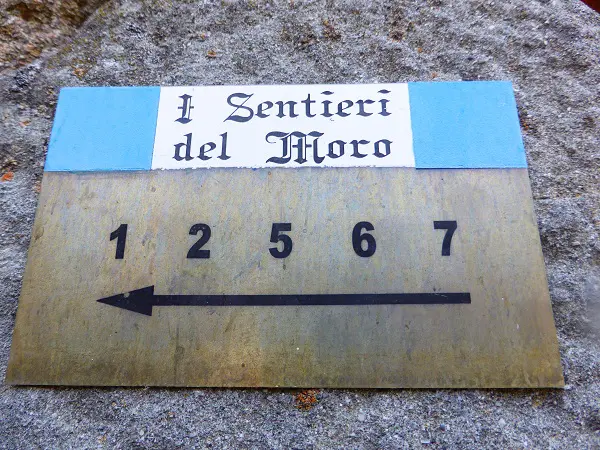 I Sentieri
del Moro
1 2 5 6 7